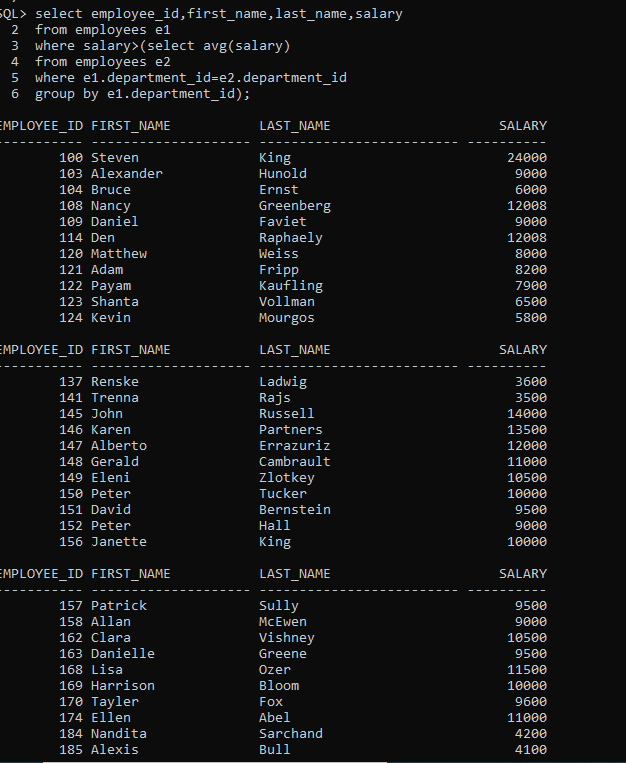 SQL> select employee_id,first_name,last_name,salary
2 from employees e1
3 where salary>(select avg(salary)
4 from employees e2
5 where e1.department_id=e2.department_id
6 group by e1.department_id);
EMPLOYEE_ID FIRST_NAME LAST_NAME SALARY
----------- -------------------- ------------------------- ----------
100 Steven King 24000
103 Alexander Hunold 9000
104 Bruce Ernst 6000
108 Nancy Greenberg 12008
109 Daniel Faviet 9000
114 Den Raphaely 12008
120 Matthew Weiss 8000
121 Adam Fripp 8200
122 Payam Kaufling 7900
123 Shanta Vollman 6500
124 Kevin Mourgos 5800
EMPLOYEE_ID FIRST_NAME LAST_NAME SALARY
----------- -------------------- ------------------------- ----------
137 Renske Ladwig 3600
141 Trenna Rajs 3500
145 John Russell 14000
146 Karen Partners 13500
147 Alberto Errazuriz 12000
148 Gerald Cambrault 11000
149 Eleni Zlotkey 10500
150 Peter Tucker 10000
151 David Bernstein 9500
152 Peter Hall 9000
156 Janette King 10000
EMPLOYEE_ID FIRST_NAME LAST_NAME SALARY
----------- -------------------- ------------------------- ----------
157 Patrick Sully 9500
158 Allan McEwen 9000
162 Clara Vishney 10500
163 Danielle Greene 9500
168 Lisa Ozer 11500
169 Harrison Bloom 10000
170 Tayler Fox 9600
174 Ellen Abel 11000
184 Nandita Sarchand 4200
185 Alexis Bull 4100